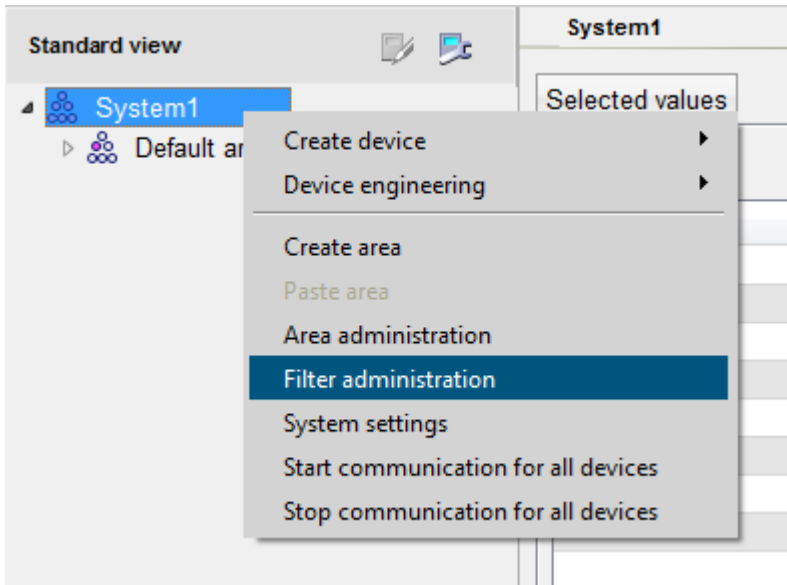 Standard view
System1
System1
Selected values
Default ar
Create device
Device engineering
Create area
Paste area
Area administration
Filter administration
System settings
Start communication for all devices
Stop communication for all devices